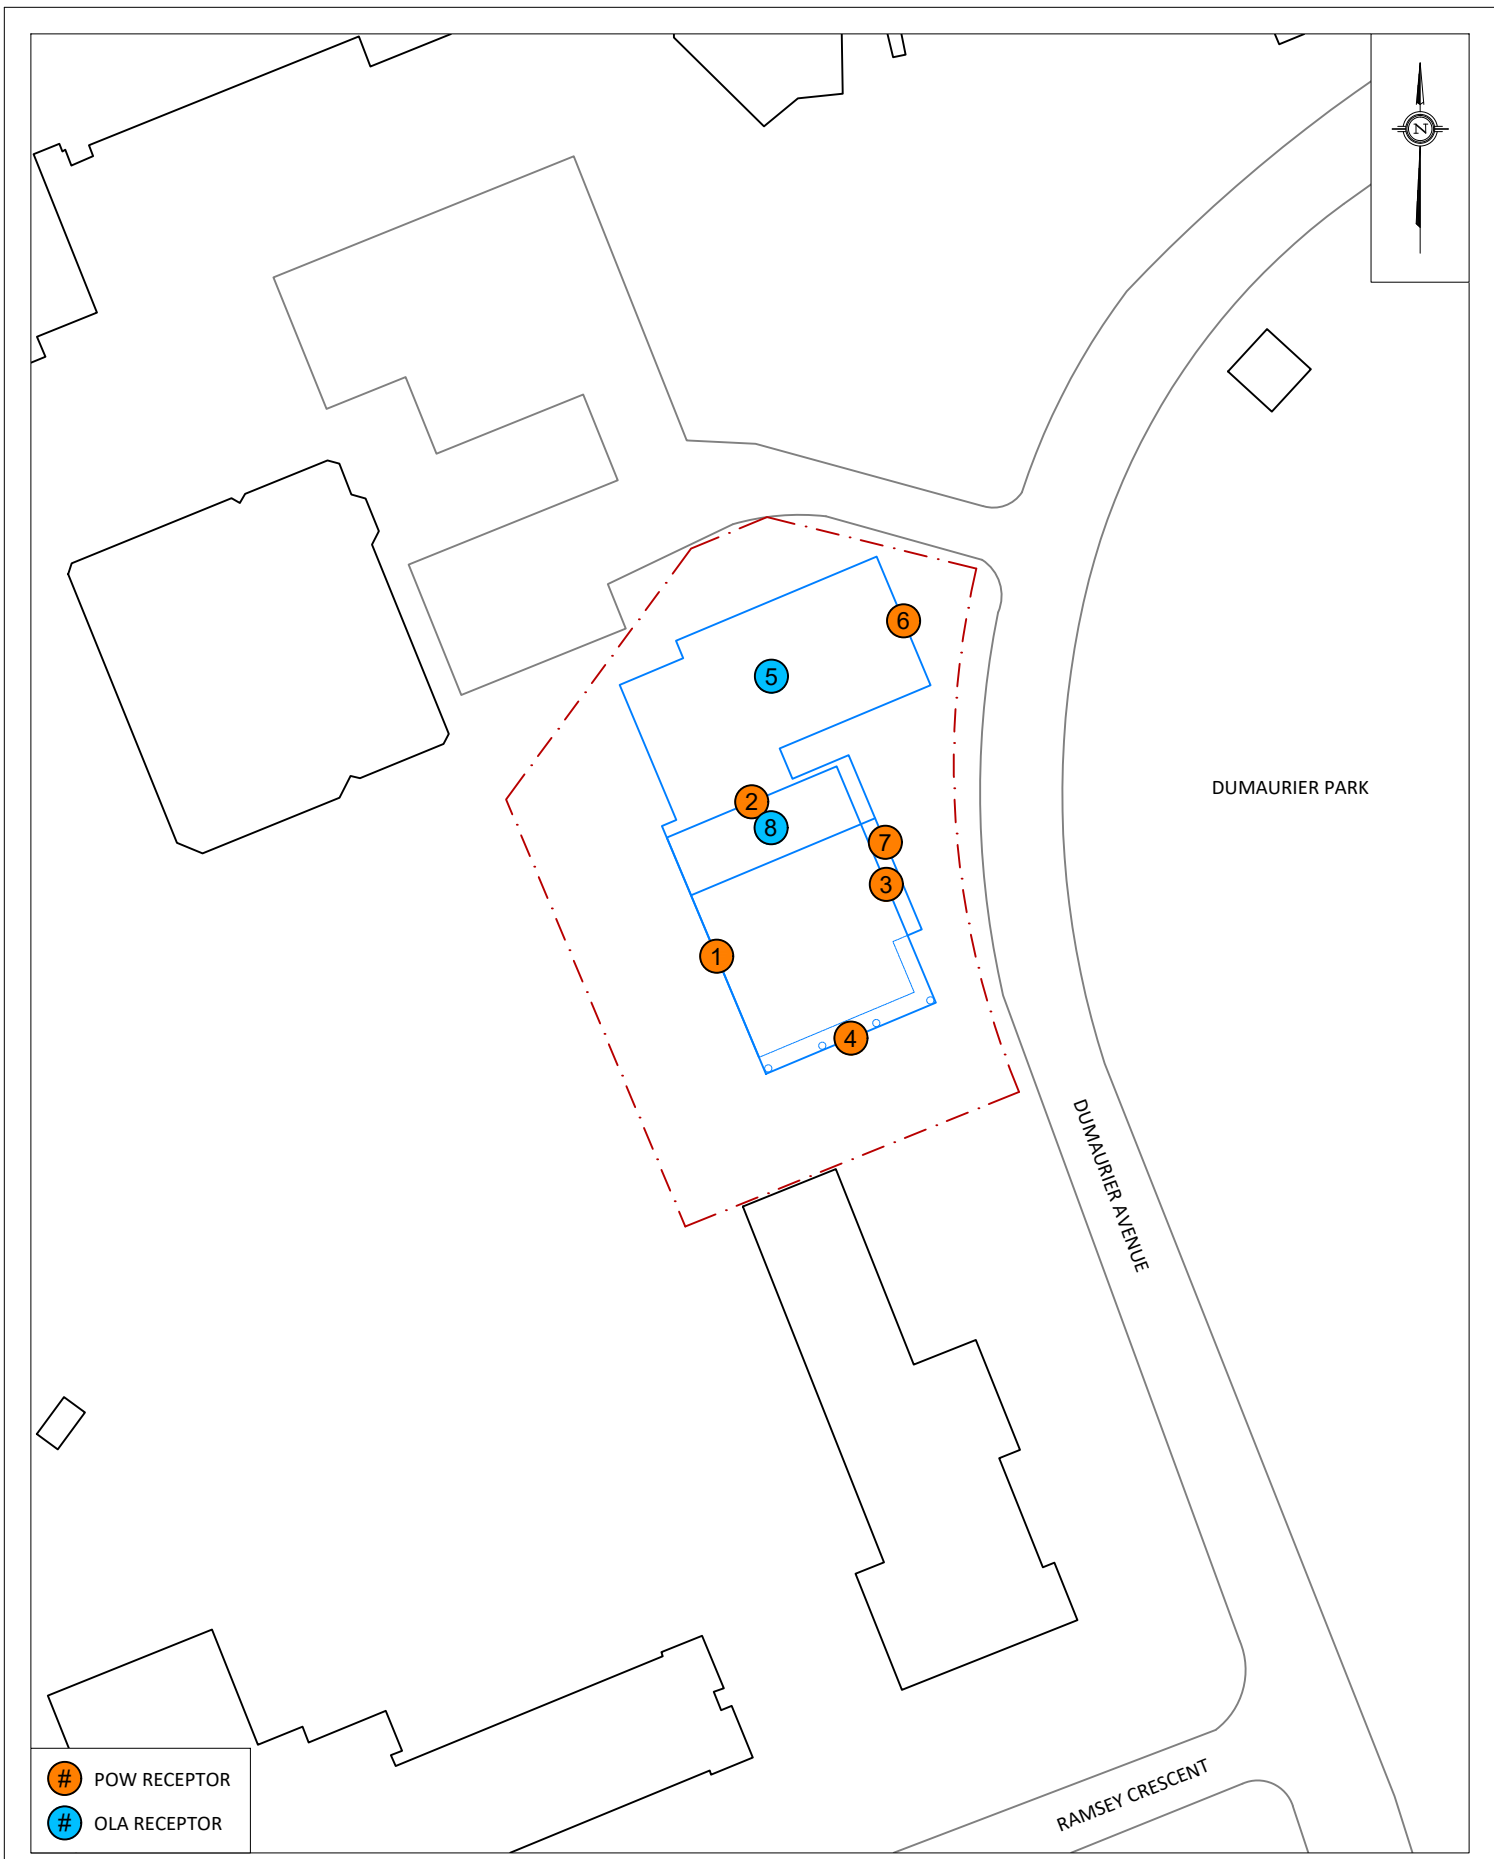 N
6
5
2
8
7
3
1
4
DUMAURIER PARK
DUMAURIER AVENUE
RAMSEY CRESCENT
# POW RECEPTOR
# OLA RECEPTOR